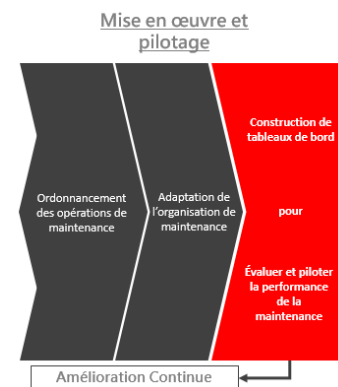 Mise en œuvre et
pilotage
Ordonnancement
des opérations de
maintenance
Adaptation de
l'organisation de
maintenance
Construction de
tableaux de bord
pour
Évaluer et piloter
la performance
de la
maintenance
Amélioration Continue